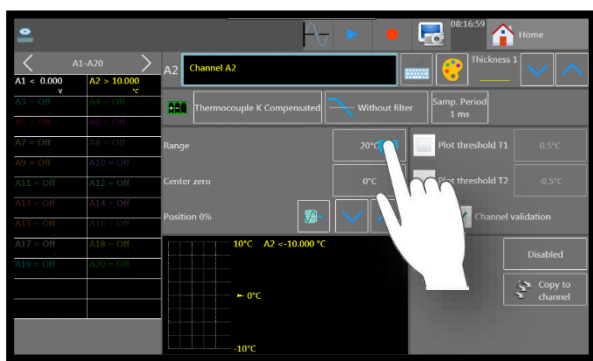 08:16:59
Home
A1-A20
A1 < 0.000 V
A2 > 10.000 °C
A3 = Off
A4 = Off
A5 = Off
A6 = Off
A7 = Off
A8 = Off
A9 = Off
A10 = Off
A11 = Off
A12 = Off
A13 = Off
A14 = Off
A15 = Off
A16 = Off
A17 = Off
A18 = Off
A19 = Off
A20 = Off
A2
Channel A2
Thickness 1
Thermocouple K Compensated
Without filter
Samp. Period
1 ms
Range
20°C
Plot threshold T1
0.5°C
Center zero
0°C
Plot threshold T2
-0.5°C
Position 0%
Channel validation
10°C A2 <-10.000 °C
0°C
-10°C
Disabled
Copy to
channel